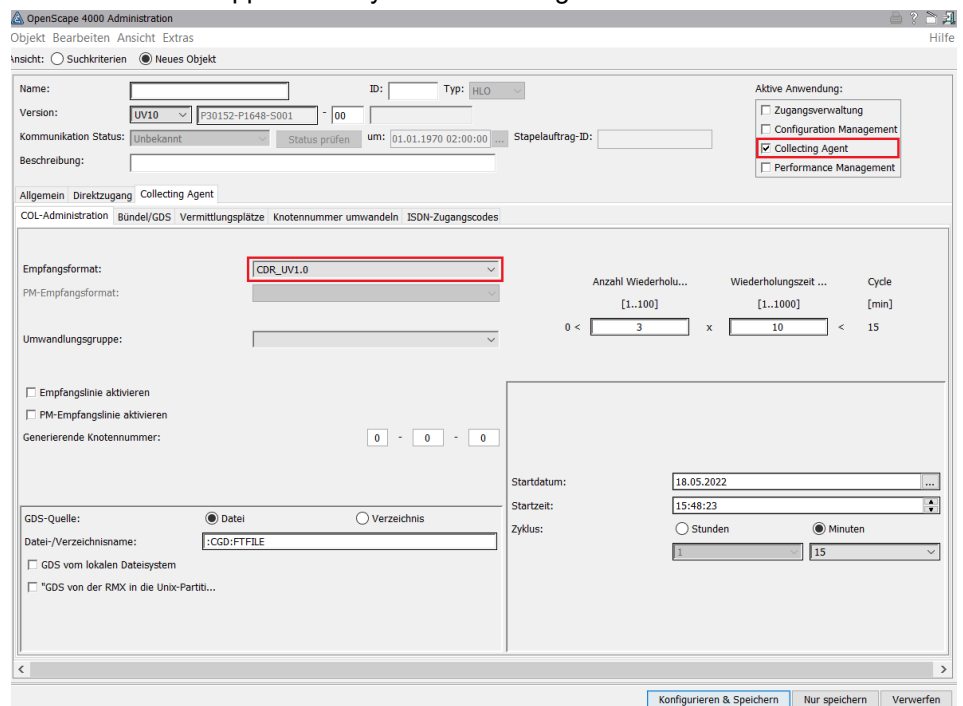 OpenScape 4000 Administration
Objekt Bearbeiten Ansicht Extras Hilfe
Ansicht: Suchkriterien Neues Objekt
Name: ID: Typ: HLO Aktive Anwendung:
Version: UV10 P30152-P1648-S001 - 00 Zugangsverwaltung
Configuration Management
Kommunikation Status: Unbekannt Status prüfen um: 01.01.1970 02:00:00 ... Stapelauftrag-ID: Collecting Agent
Beschreibung: Performance Management
Allgemein Direktzugang Collecting Agent
COL-Administration Bündel/GDS Vermittlungsplätze Knotennummer umwandeln ISDN-Zugangscodes
Empfangsformat: CDR_UV1.0 Anzahl Wiederholu... Wiederholungszeit ... Cycle
PM-Empfangsformat: [1..100] [1..1000] [min]
0 < 3 x 10 < 15
Umwandlungsgruppe:
Empfangslinie aktivieren
PM-Empfangslinie aktivieren
Generierende Knotennummer: 0 - 0 - 0
Startdatum: 18.05.2022 ...
Startzeit: 15:48:23
GDS-Quelle: Datei Verzeichnis
Zyklus: Stunden Minuten
Datei-/Verzeichnisname: :CGD:FTFILE
1 15
GDS vom lokalen Dateisystem
"GDS von der RMX in die Unix-Partiti...
Konfigurieren & Speichern Nur speichern Verwerfen